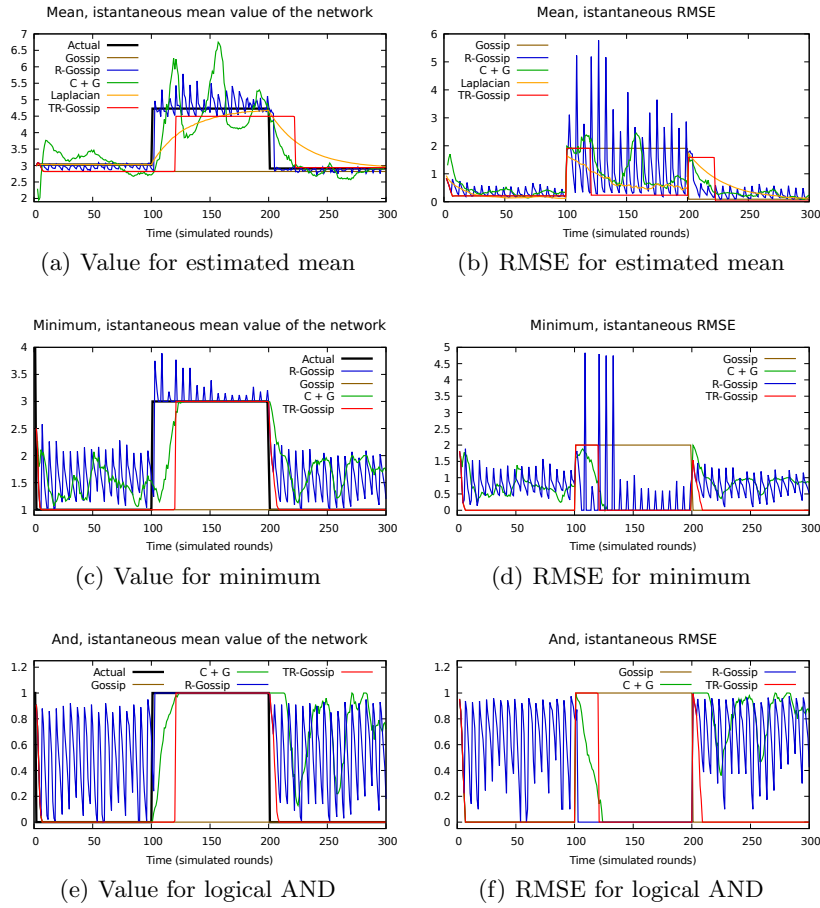 Mean, istantaneous mean value of the network
7
6.5
6
5.5
5
4.5
4
3.5
3
2.5
2
Actual
Gossip
R-Gossip
C + G
Laplacian
TR-Gossip
0 50 100 150 200 250 300
Time (simulated rounds)
(a) Value for estimated mean
Mean, istantaneous RMSE
6
5
4
3
2
1
0
Gossip
R-Gossip
C + G
Laplacian
TR-Gossip
0 50 100 150 200 250 300
Time (simulated rounds)
(b) RMSE for estimated mean
Minimum, istantaneous mean value of the network
4
3.5
3
2.5
2
1.5
1
Actual
R-Gossip
Gossip
C + G
TR-Gossip
0 50 100 150 200 250 300
Time (simulated rounds)
(c) Value for minimum
Minimum, istantaneous RMSE
5
4.5
4
3.5
3
2.5
2
1.5
1
0.5
0
Gossip
C + G
R-Gossip
TR-Gossip
0 50 100 150 200 250 300
Time (simulated rounds)
(d) RMSE for minimum
And, istantaneous mean value of the network
1.2
1
0.8
0.6
0.4
0.2
0
Actual C + G TR-Gossip
Gossip R-Gossip
0 50 100 150 200 250 300
Time (simulated rounds)
(e) Value for logical AND
And, istantaneous RMSE
1.2
1
0.8
0.6
0.4
0.2
0
Gossip R-Gossip
C + G TR-Gossip
0 50 100 150 200 250 300
Time (simulated rounds)
(f) RMSE for logical AND